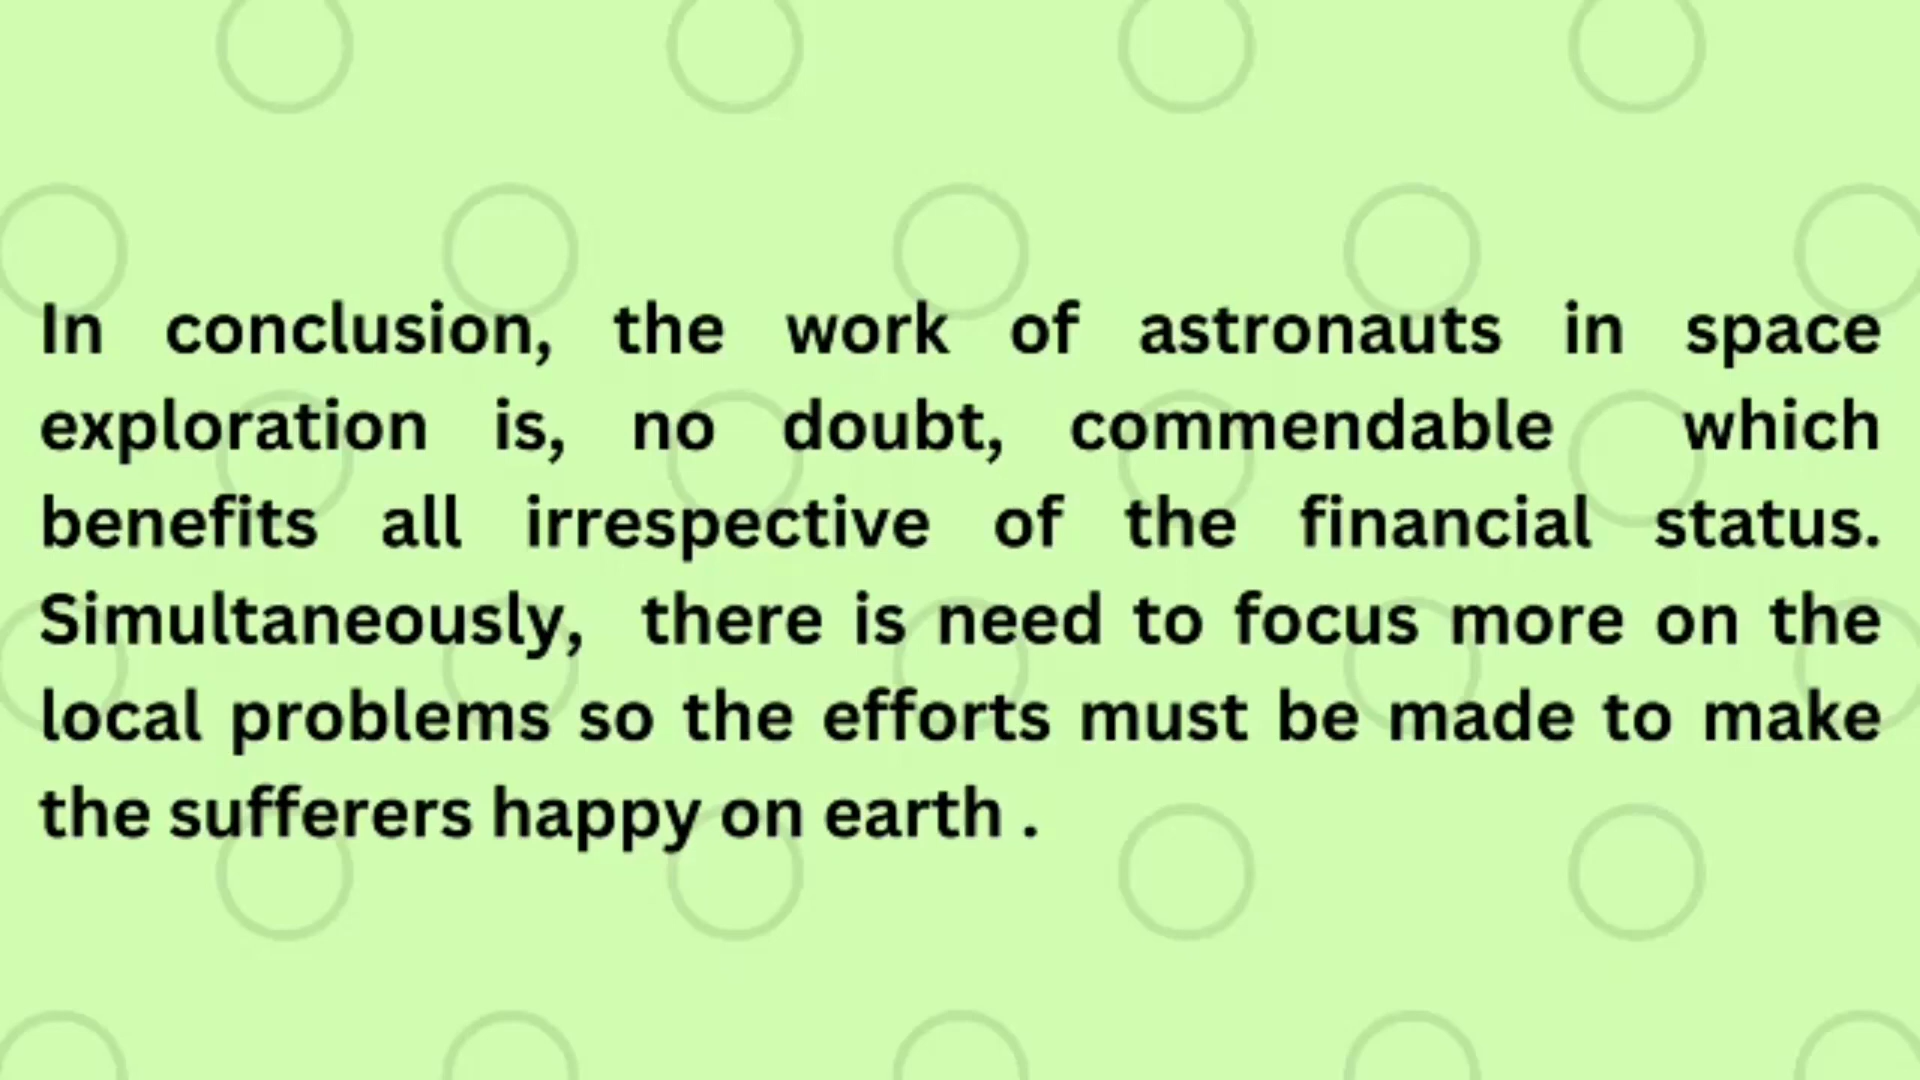 In conclusion, the work of astronauts in space
exploration is, no doubt, commendable which
benefits all irrespective of the financial status.
Simultaneously, there is need to focus more on the
local problems so the efforts must be made to make
the sufferers happy on earth .